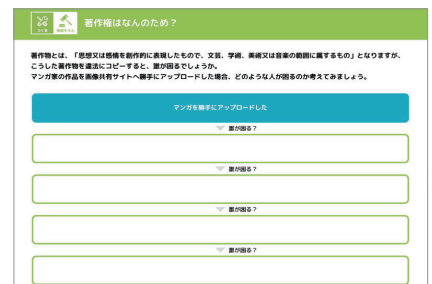 著作権はなんのため？
著作物とは、「思想又は感情を創作的に表現したもので、文芸、学術、美術又は音楽の範囲に属するもの」となりますが、
こうした著作物を違法にコピーすると、誰が困るでしょうか。
マンガ家の作品を画像共有サイトへ勝手にアップロードした場合、どのような人が困るのか考えてみましょう。
マンガを勝手にアップロードした
誰が困る？
誰が困る？
誰が困る？
誰が困る？